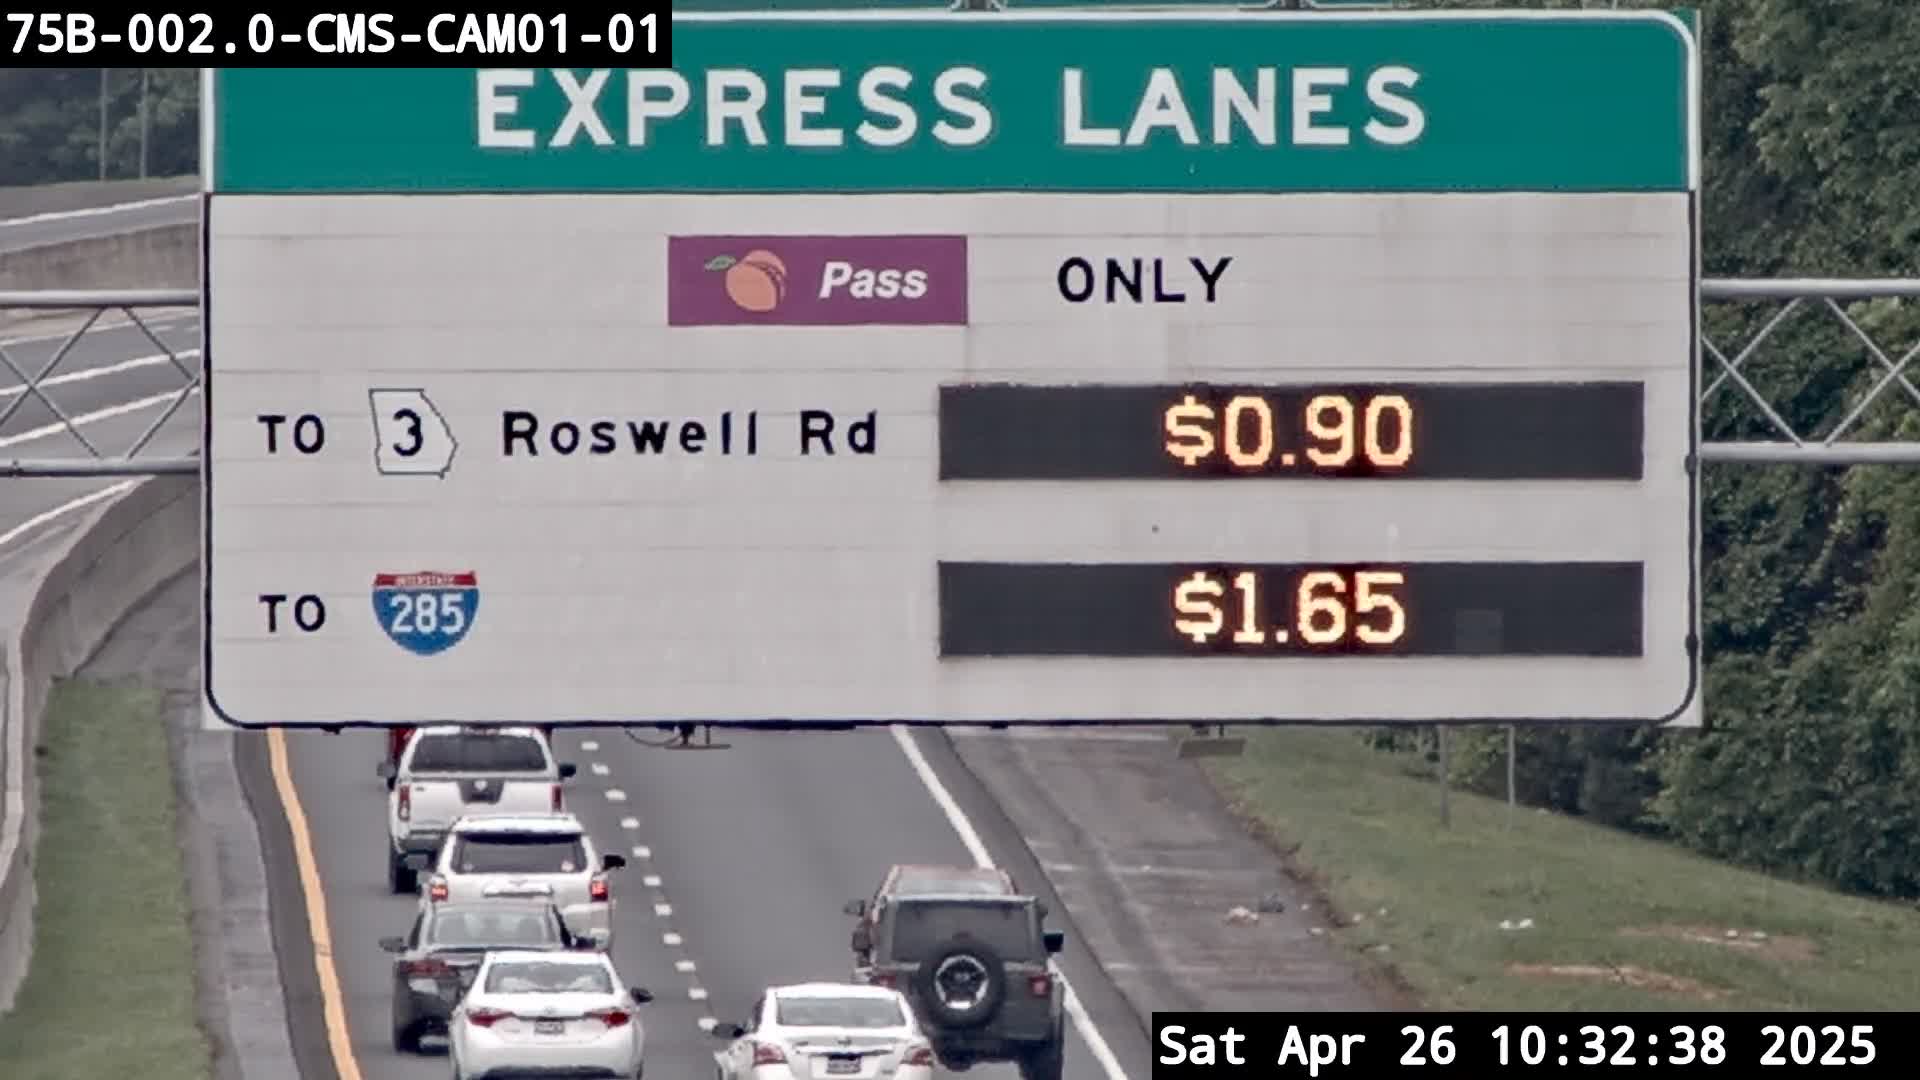 75B-002.0-CMS-CAM01-01
EXPRESS LANES
Pass ONLY
TO 3 Roswell Rd $0.90
TO INTERSTATE 285 $1.65
Sat Apr 26 10:32:38 2025